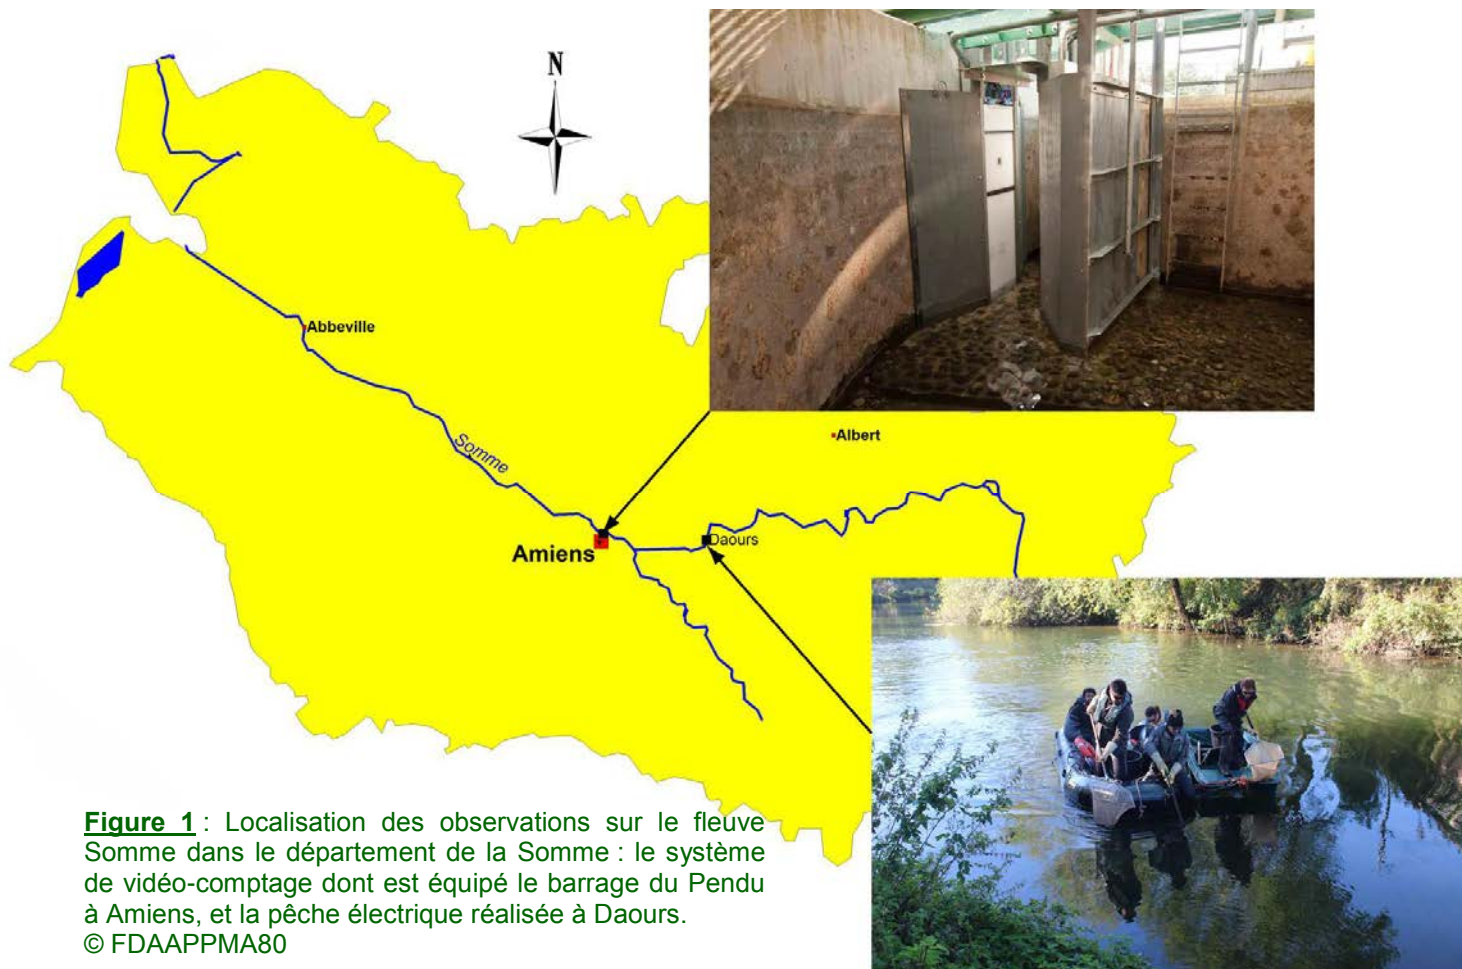 N
Abbeville
Somme
Albert
Amiens
Daours
Figure 1 : Localisation des observations sur le fleuve
Somme dans le département de la Somme : le système
de vidéo-comptage dont est équipé le barrage du Pendu
à Amiens, et la pêche électrique réalisée à Daours.
© FDAAPPMA80